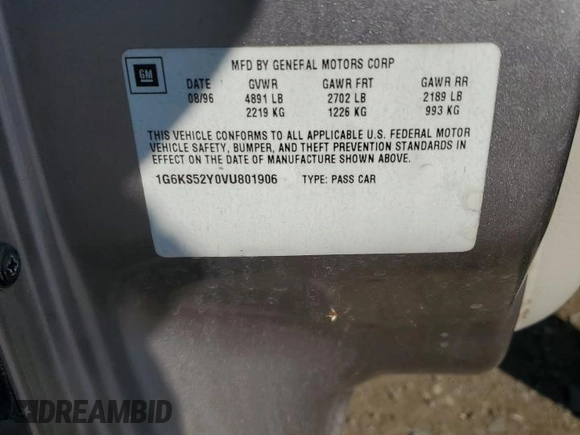 GM
MFD BY GENERAL MOTORS CORP
DATE GVWR GAWR FRT GAWR RR
08/96 4891 LB 2702 LB 2189 LB
2219 KG 1226 KG 993 KG
THIS VEHICLE CONFORMS TO ALL APPLICABLE U.S. FEDERAL MOTOR
VEHICLE SAFETY, BUMPER, AND THEFT PREVENTION STANDARDS IN
EFFECT ON THE DATE OF MANUFACTURE SHOWN ABOVE.
1G6KS52Y0VU801906 TYPE: PASS CAR
DREAMBID